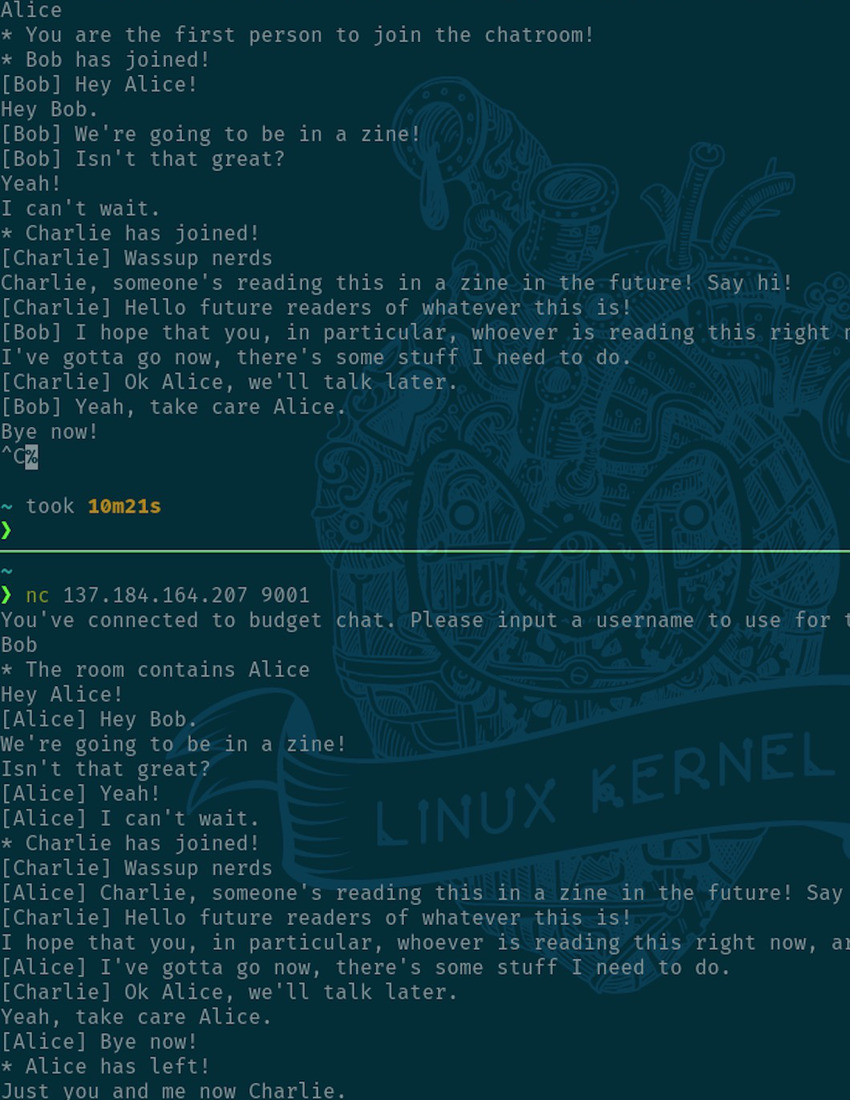 Alice
* You are the first person to join the chatroom!
* Bob has joined!
[Bob] Hey Alice!
Hey Bob.
[Bob] We're going to be in a zine!
[Bob] Isn't that great?
Yeah!
I can't wait.
* Charlie has joined!
[Charlie] Wassup nerds
Charlie, someone's reading this in a zine in the future! Say hi!
[Charlie] Hello future readers of whatever this is!
[Bob] I hope that you, in particular, whoever is reading this right
I've gotta go now, there's some stuff I need to do.
[Charlie] Ok Alice, we'll talk later.
[Bob] Yeah, take care Alice.
Bye now!
^C%
~ took 10m21s
❯
~
❯ nc 137.184.164.207 9001
You've connected to budget chat. Please input a username to use for
Bob
* The room contains Alice
Hey Alice!
[Alice] Hey Bob.
We're going to be in a zine!
Isn't that great?
[Alice] Yeah!
[Alice] I can't wait.
* Charlie has joined!
[Charlie] Wassup nerds
[Alice] Charlie, someone's reading this in a zine in the future! Say
[Charlie] Hello future readers of whatever this is!
I hope that you, in particular, whoever is reading this right now,
[Alice] I've gotta go now, there's some stuff I need to do.
[Charlie] Ok Alice, we'll talk later.
Yeah, take care Alice.
[Alice] Bye now!
* Alice has left!
Just you and me now Charlie.
LINUX KERNEL